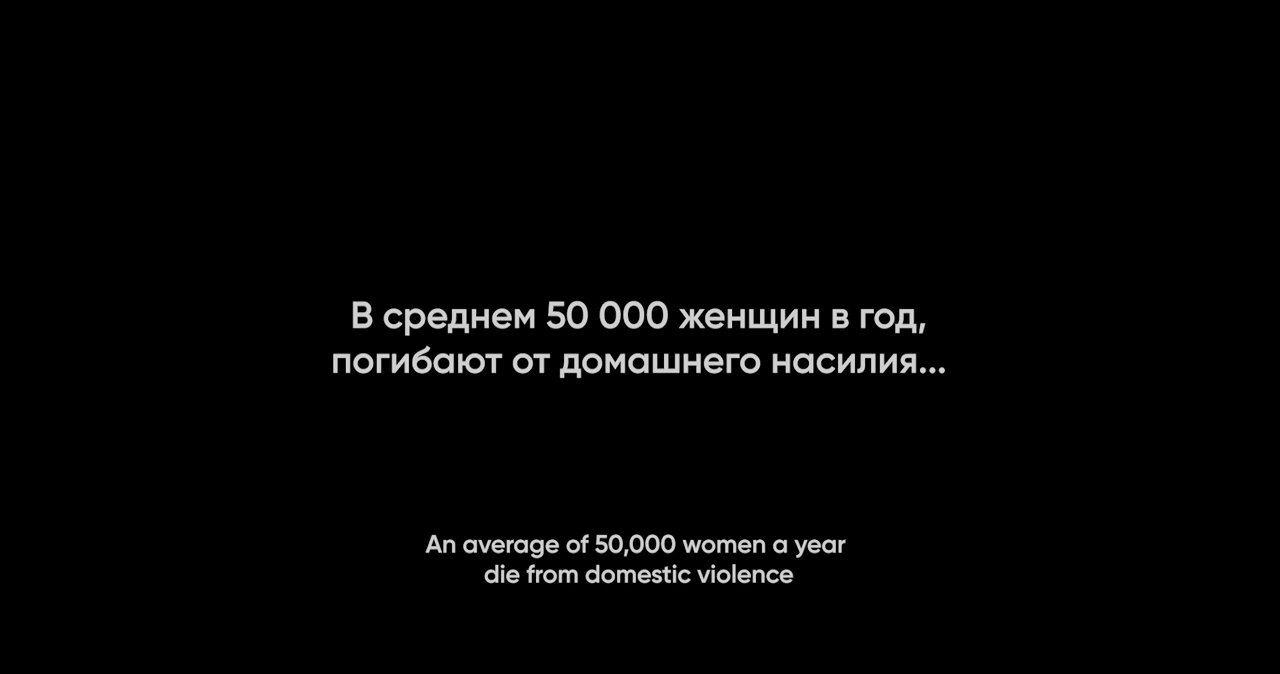 В среднем 50 000 женщин в год,
погибают от домашнего насилия...
An average of 50,000 women a year
die from domestic violence